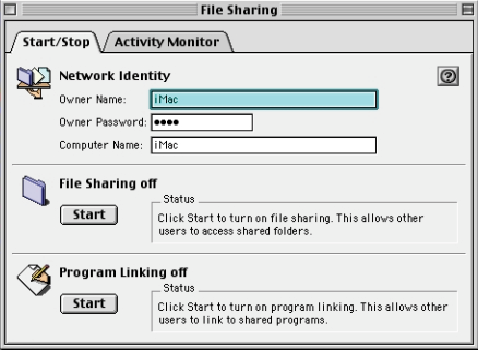 File Sharing
Start/Stop
Activity Monitor
Network Identity
?
Owner Name: iMac
Owner Password: ••••
Computer Name: iMac
File Sharing off
Start
Status
Click Start to turn on file sharing. This allows other
users to access shared folders.
Program Linking off
Start
Status
Click Start to turn on program linking. This allows other
users to link to shared programs.